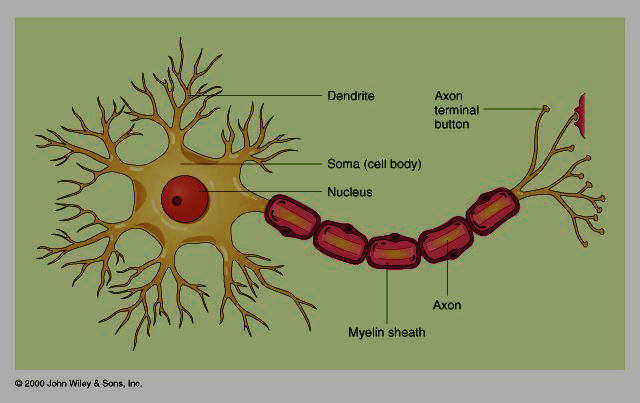 Dendrite
Axon
terminal
button
Soma (cell body)
Nucleus
Axon
Myelin sheath
© 2000 John Wiley & Sons, Inc.